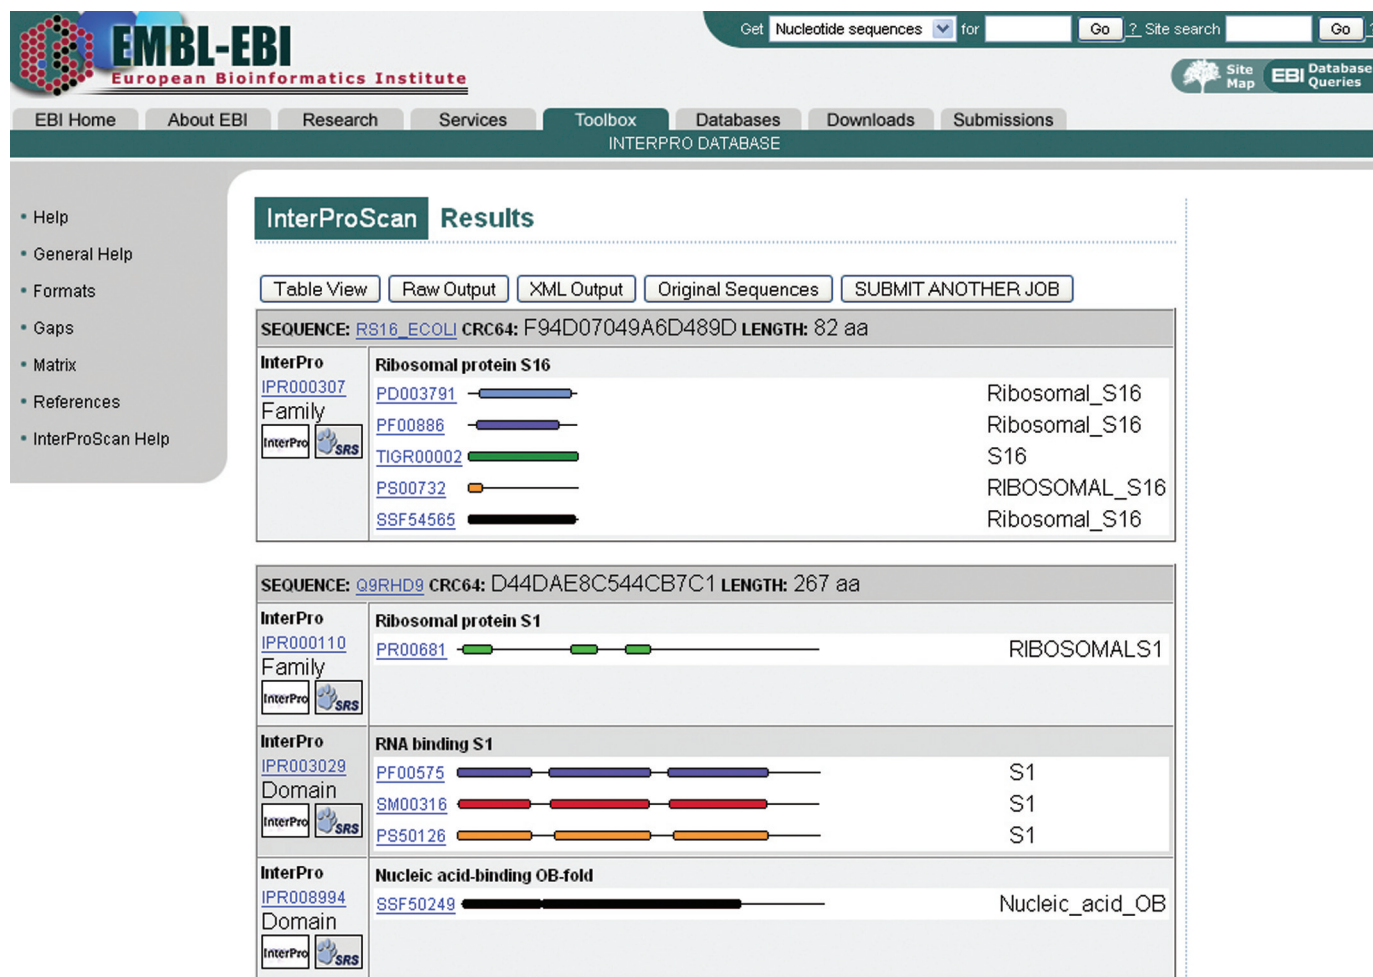 EMBL-EBI
European Bioinformatics Institute
Get Nucleotide sequences for Go ? Site search Go ?
Site Map EBI Database Queries
EBI Home About EBI Research Services Toolbox Databases Downloads Submissions
INTERPRO DATABASE
• Help
• General Help
• Formats
• Gaps
• Matrix
• References
• InterProScan Help
InterProScan Results
Table View Raw Output XML Output Original Sequences SUBMIT ANOTHER JOB
SEQUENCE: RS16_ECOLI CRC64: F94D07049A6D489D LENGTH: 82 aa
InterPro
IPR000307
Family
InterPro SRS
Ribosomal protein S16
PD003791 Ribosomal_S16
PF00886 Ribosomal_S16
TIGR00002 S16
PS00732 RIBOSOMAL_S16
SSF54565 Ribosomal_S16
SEQUENCE: Q9RHD9 CRC64: D44DAE8C544CB7C1 LENGTH: 267 aa
InterPro
IPR000110
Family
InterPro SRS
Ribosomal protein S1
PR00681 RIBOSOMALS1
InterPro
IPR003029
Domain
InterPro SRS
RNA binding S1
PF00575 S1
SM00316 S1
PS50126 S1
InterPro
IPR008994
Domain
InterPro SRS
Nucleic acid-binding OB-fold
SSF50249 Nucleic_acid_OB